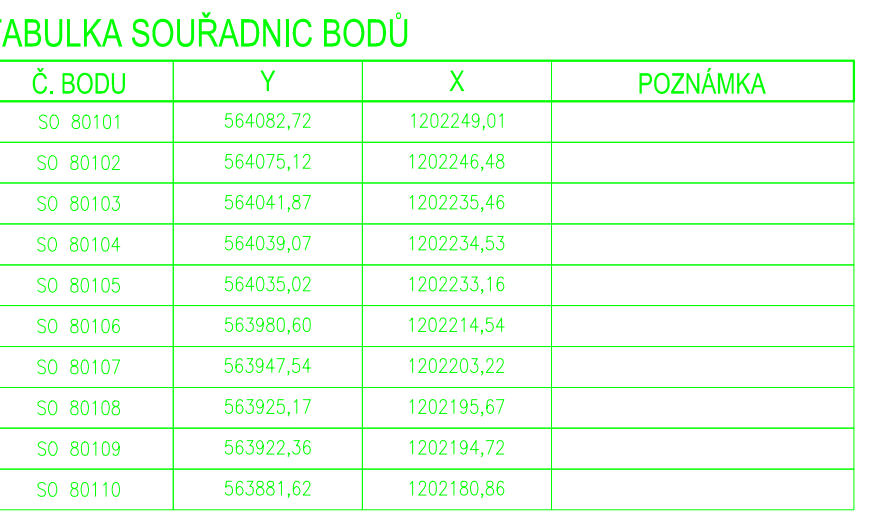 TABULKA SOUŘADNIC BODŮ
Č. BODU Y X POZNÁMKA
SO 80101 564082,72 1202249,01
SO 80102 564075,12 1202246,48
SO 80103 564041,87 1202235,46
SO 80104 564039,07 1202234,53
SO 80105 564035,02 1202233,16
SO 80106 563980,60 1202214,54
SO 80107 563947,54 1202203,22
SO 80108 563925,17 1202195,67
SO 80109 563922,36 1202194,72
SO 80110 563881,62 1202180,86